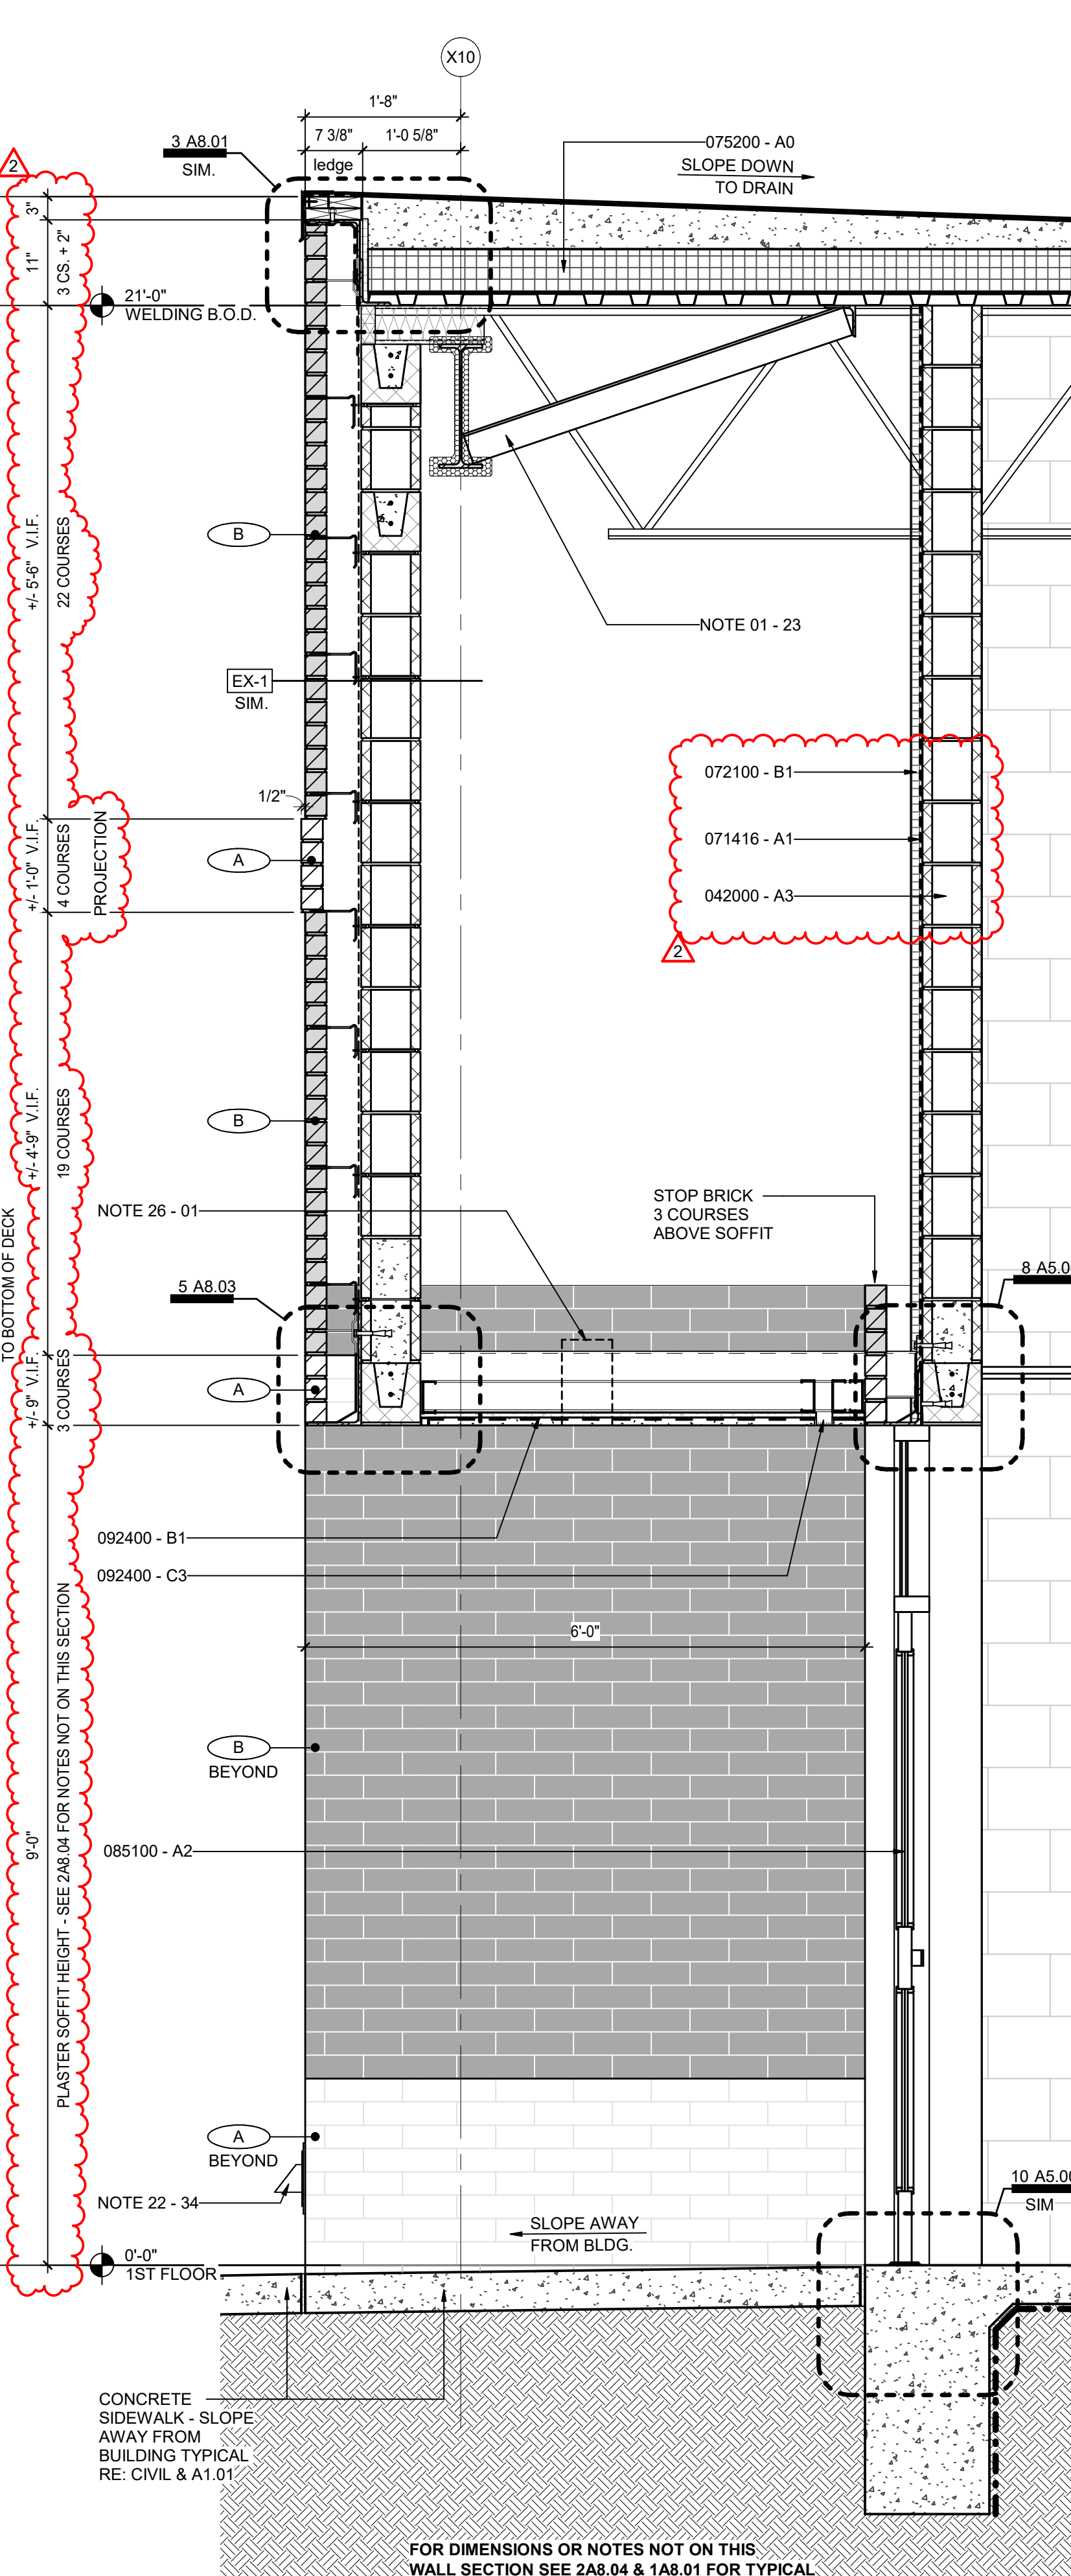 X10
1'-8"
7 3/8"
1'-0 5/8"
ledge
3 A8.01
SIM.
075200 - A0
SLOPE DOWN
TO DRAIN
2
3"
11"
3 CS. + 2"
21'-0"
WELDING B.O.D.
+/- 5'-6" V.I.F.
22 COURSES
B
NOTE 01 - 23
EX-1
SIM.
1/2"
072100 - B1
071416 - A1
042000 - A3
2
+/- 1'-0" V.I.F.
4 COURSES
PROJECTION
A
+/- 4'-9" V.I.F.
19 COURSES
B
NOTE 26 - 01
STOP BRICK
3 COURSES
ABOVE SOFFIT
TO BOTTOM OF DECK
5 A8.03
8 A5.0
+/- 9" V.I.F.
3 COURSES
A
092400 - B1
092400 - C3
6'-0"
9'-0"
PLASTER SOFFIT HEIGHT - SEE 2A8.04 FOR NOTES NOT ON THIS SECTION
B
BEYOND
085100 - A2
A
BEYOND
NOTE 22 - 34
10 A5.00
SIM
SLOPE AWAY
FROM BLDG.
0'-0"
1ST FLOOR
CONCRETE
SIDEWALK - SLOPE
AWAY FROM
BUILDING TYPICAL
RE: CIVIL & A1.01
FOR DIMENSIONS OR NOTES NOT ON THIS
WALL SECTION SEE 2A8.04 & 1A8.01 FOR TYPICAL